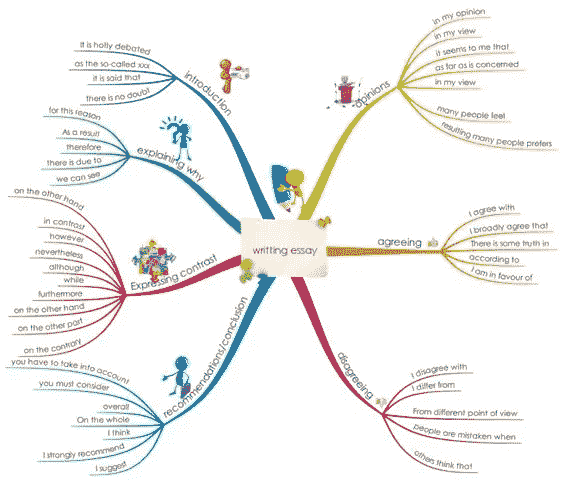 writting essay
introduction
It is hotly debated
as the so-called xxx
it is said that
there is no doubt
explaining why
for this reason
As a result
therefore
there is due to
we can see
Expressing contrast
on the other hand
in contrast
however
nevertheless
although
while
furthermore
on the other hand
on the other part
on the contrary
recommendations/conclusion
you have to take into account
you must consider
overall
On the whole
I think
I strongly recommend
I suggest
opinions
in my opinion
in my view
it seems to me that
as far as is concerned
in my view
many people feel
resulting many people prefers
agreeing
I agree with
I broadly agree that
There is some truth in
according to
I am in favour of
disagreeing
I disagree with
I differ from
From different point of view
people are mistaken when
others think that